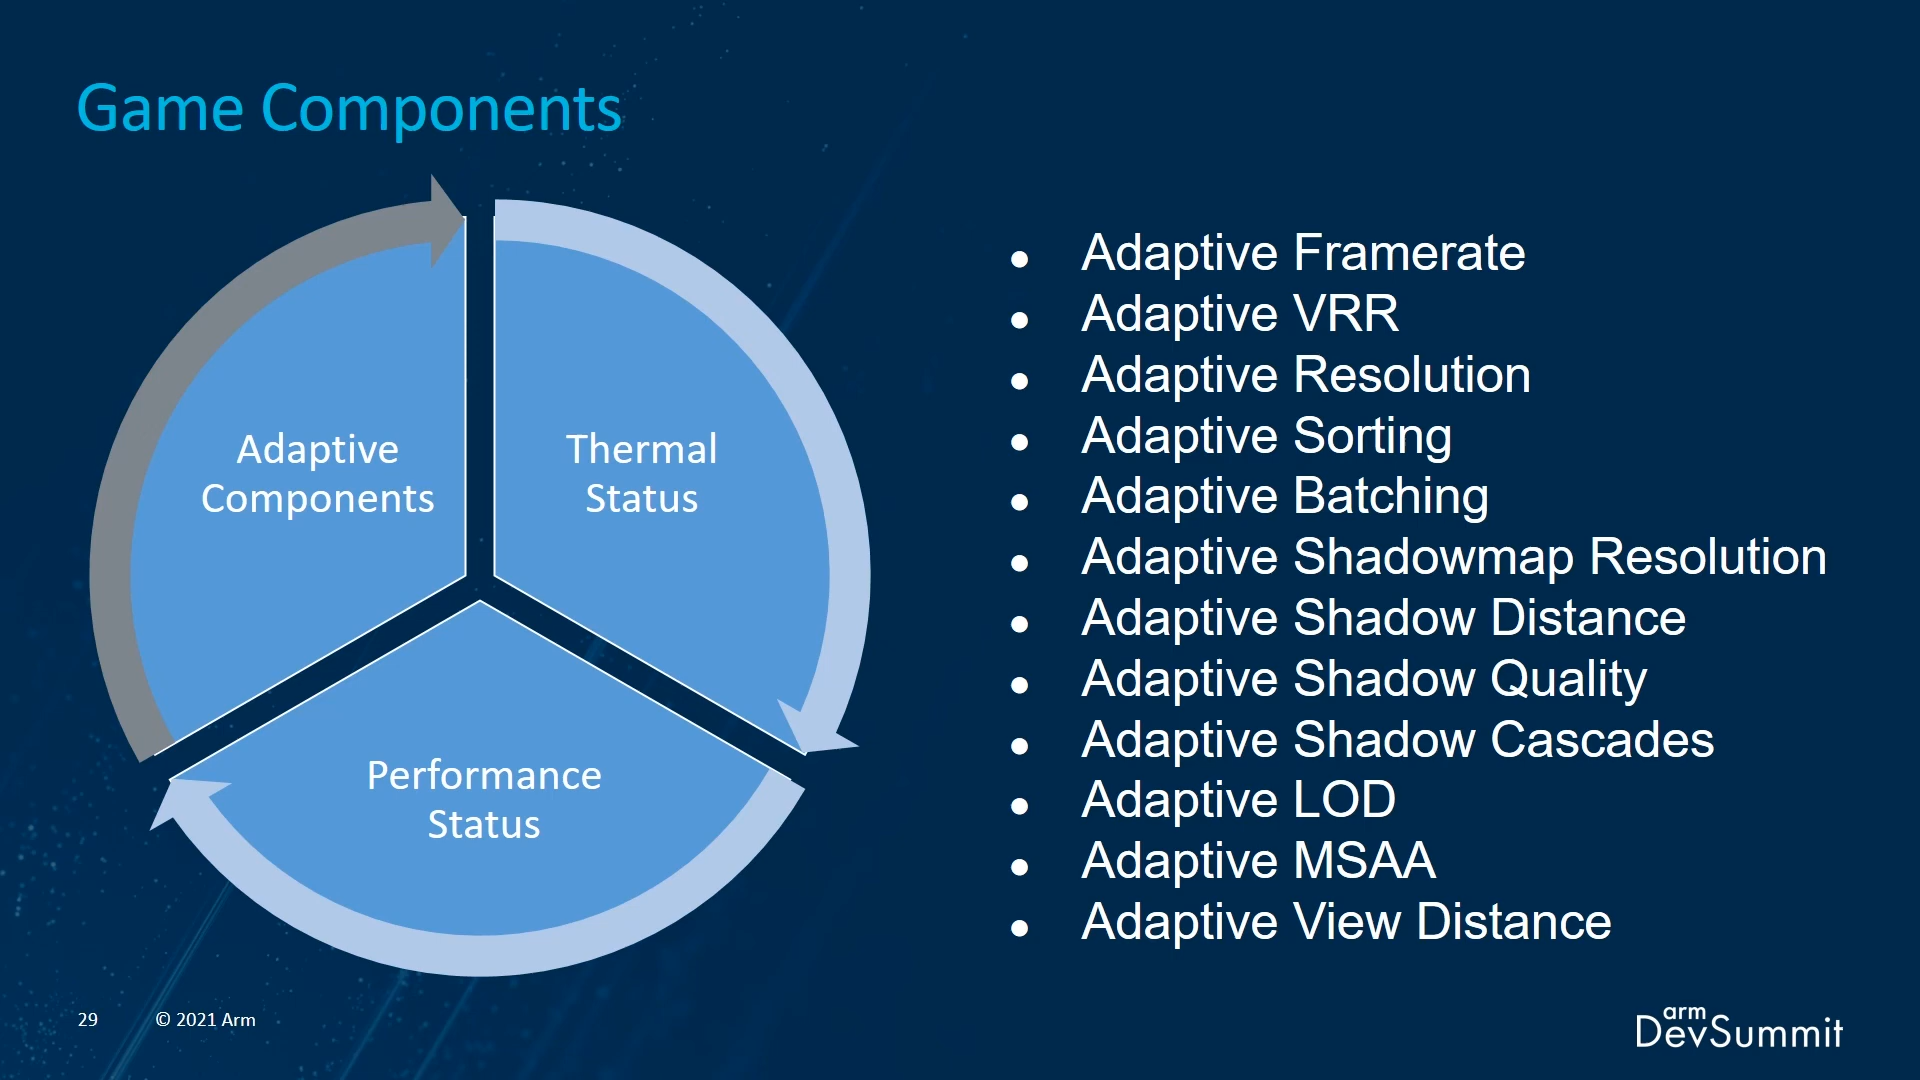 Game Components
Adaptive
Components
Thermal
Status
Performance
Status
Adaptive Framerate
Adaptive VRR
Adaptive Resolution
Adaptive Sorting
Adaptive Batching
Adaptive Shadowmap Resolution
Adaptive Shadow Distance
Adaptive Shadow Quality
Adaptive Shadow Cascades
Adaptive LOD
Adaptive MSAA
Adaptive View Distance
29 © 2021 Arm
arm
DevSummit